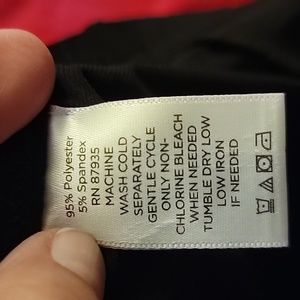 95% Polyester
5% Spandex
RN 87935
MACHINE
WASH COLD
SEPARATELY
GENTLE CYCLE
ONLY NON-
CHLORINE BLEACH
WHEN NEEDED
TUMBLE DRY LOW
LOW IRON
IF NEEDED